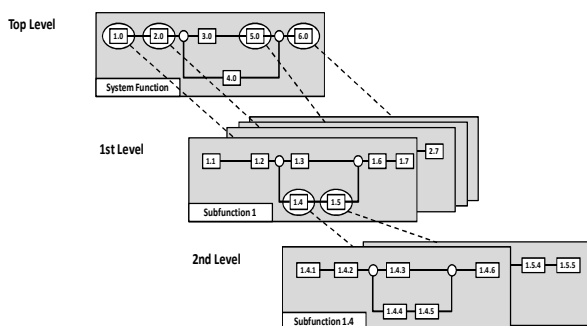 Top Level
1.0 2.0 3.0 5.0 6.0
4.0
System Function
1st Level
1.1 1.2 1.3 1.6 1.7 2.7
1.4 1.5
Subfunction 1
2nd Level
1.4.1 1.4.2 1.4.3 1.4.6 1.5.4 1.5.5
1.4.4 1.4.5
Subfunction 1.4